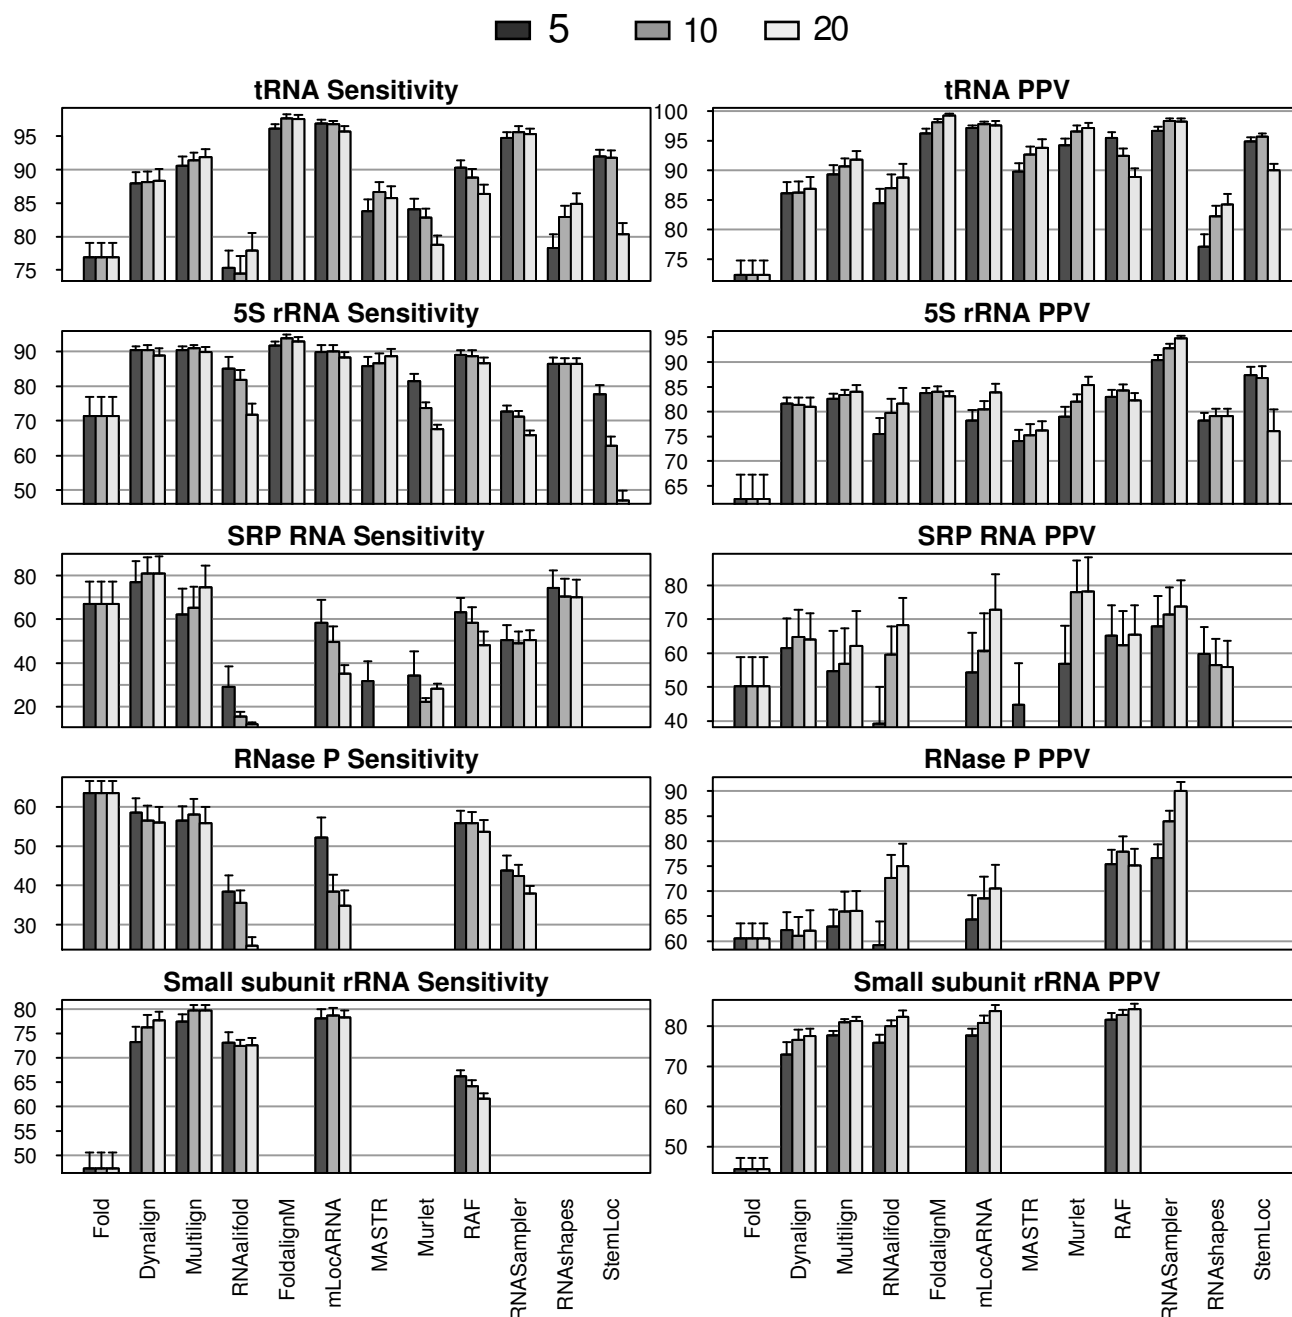 5 10 20
tRNA Sensitivity
95
90
85
80
75
tRNA PPV
100
95
90
85
80
75
5S rRNA Sensitivity
90
80
70
60
50
5S rRNA PPV
95
90
85
80
75
70
65
SRP RNA Sensitivity
80
60
40
20
SRP RNA PPV
80
70
60
50
40
RNase P Sensitivity
60
50
40
30
RNase P PPV
90
80
75
70
65
60
Small subunit rRNA Sensitivity
80
75
70
65
60
55
50
Small subunit rRNA PPV
80
70
60
50
Fold
Dynalign
Multilign
RNAalifold
FoldalignM
mLocARNA
MASTR
Murlet
RAF
RNASampler
RNAshapes
StemLoc
Fold
Dynalign
Multilign
RNAalifold
FoldalignM
mLocARNA
MASTR
Murlet
RAF
RNASampler
RNAshapes
StemLoc